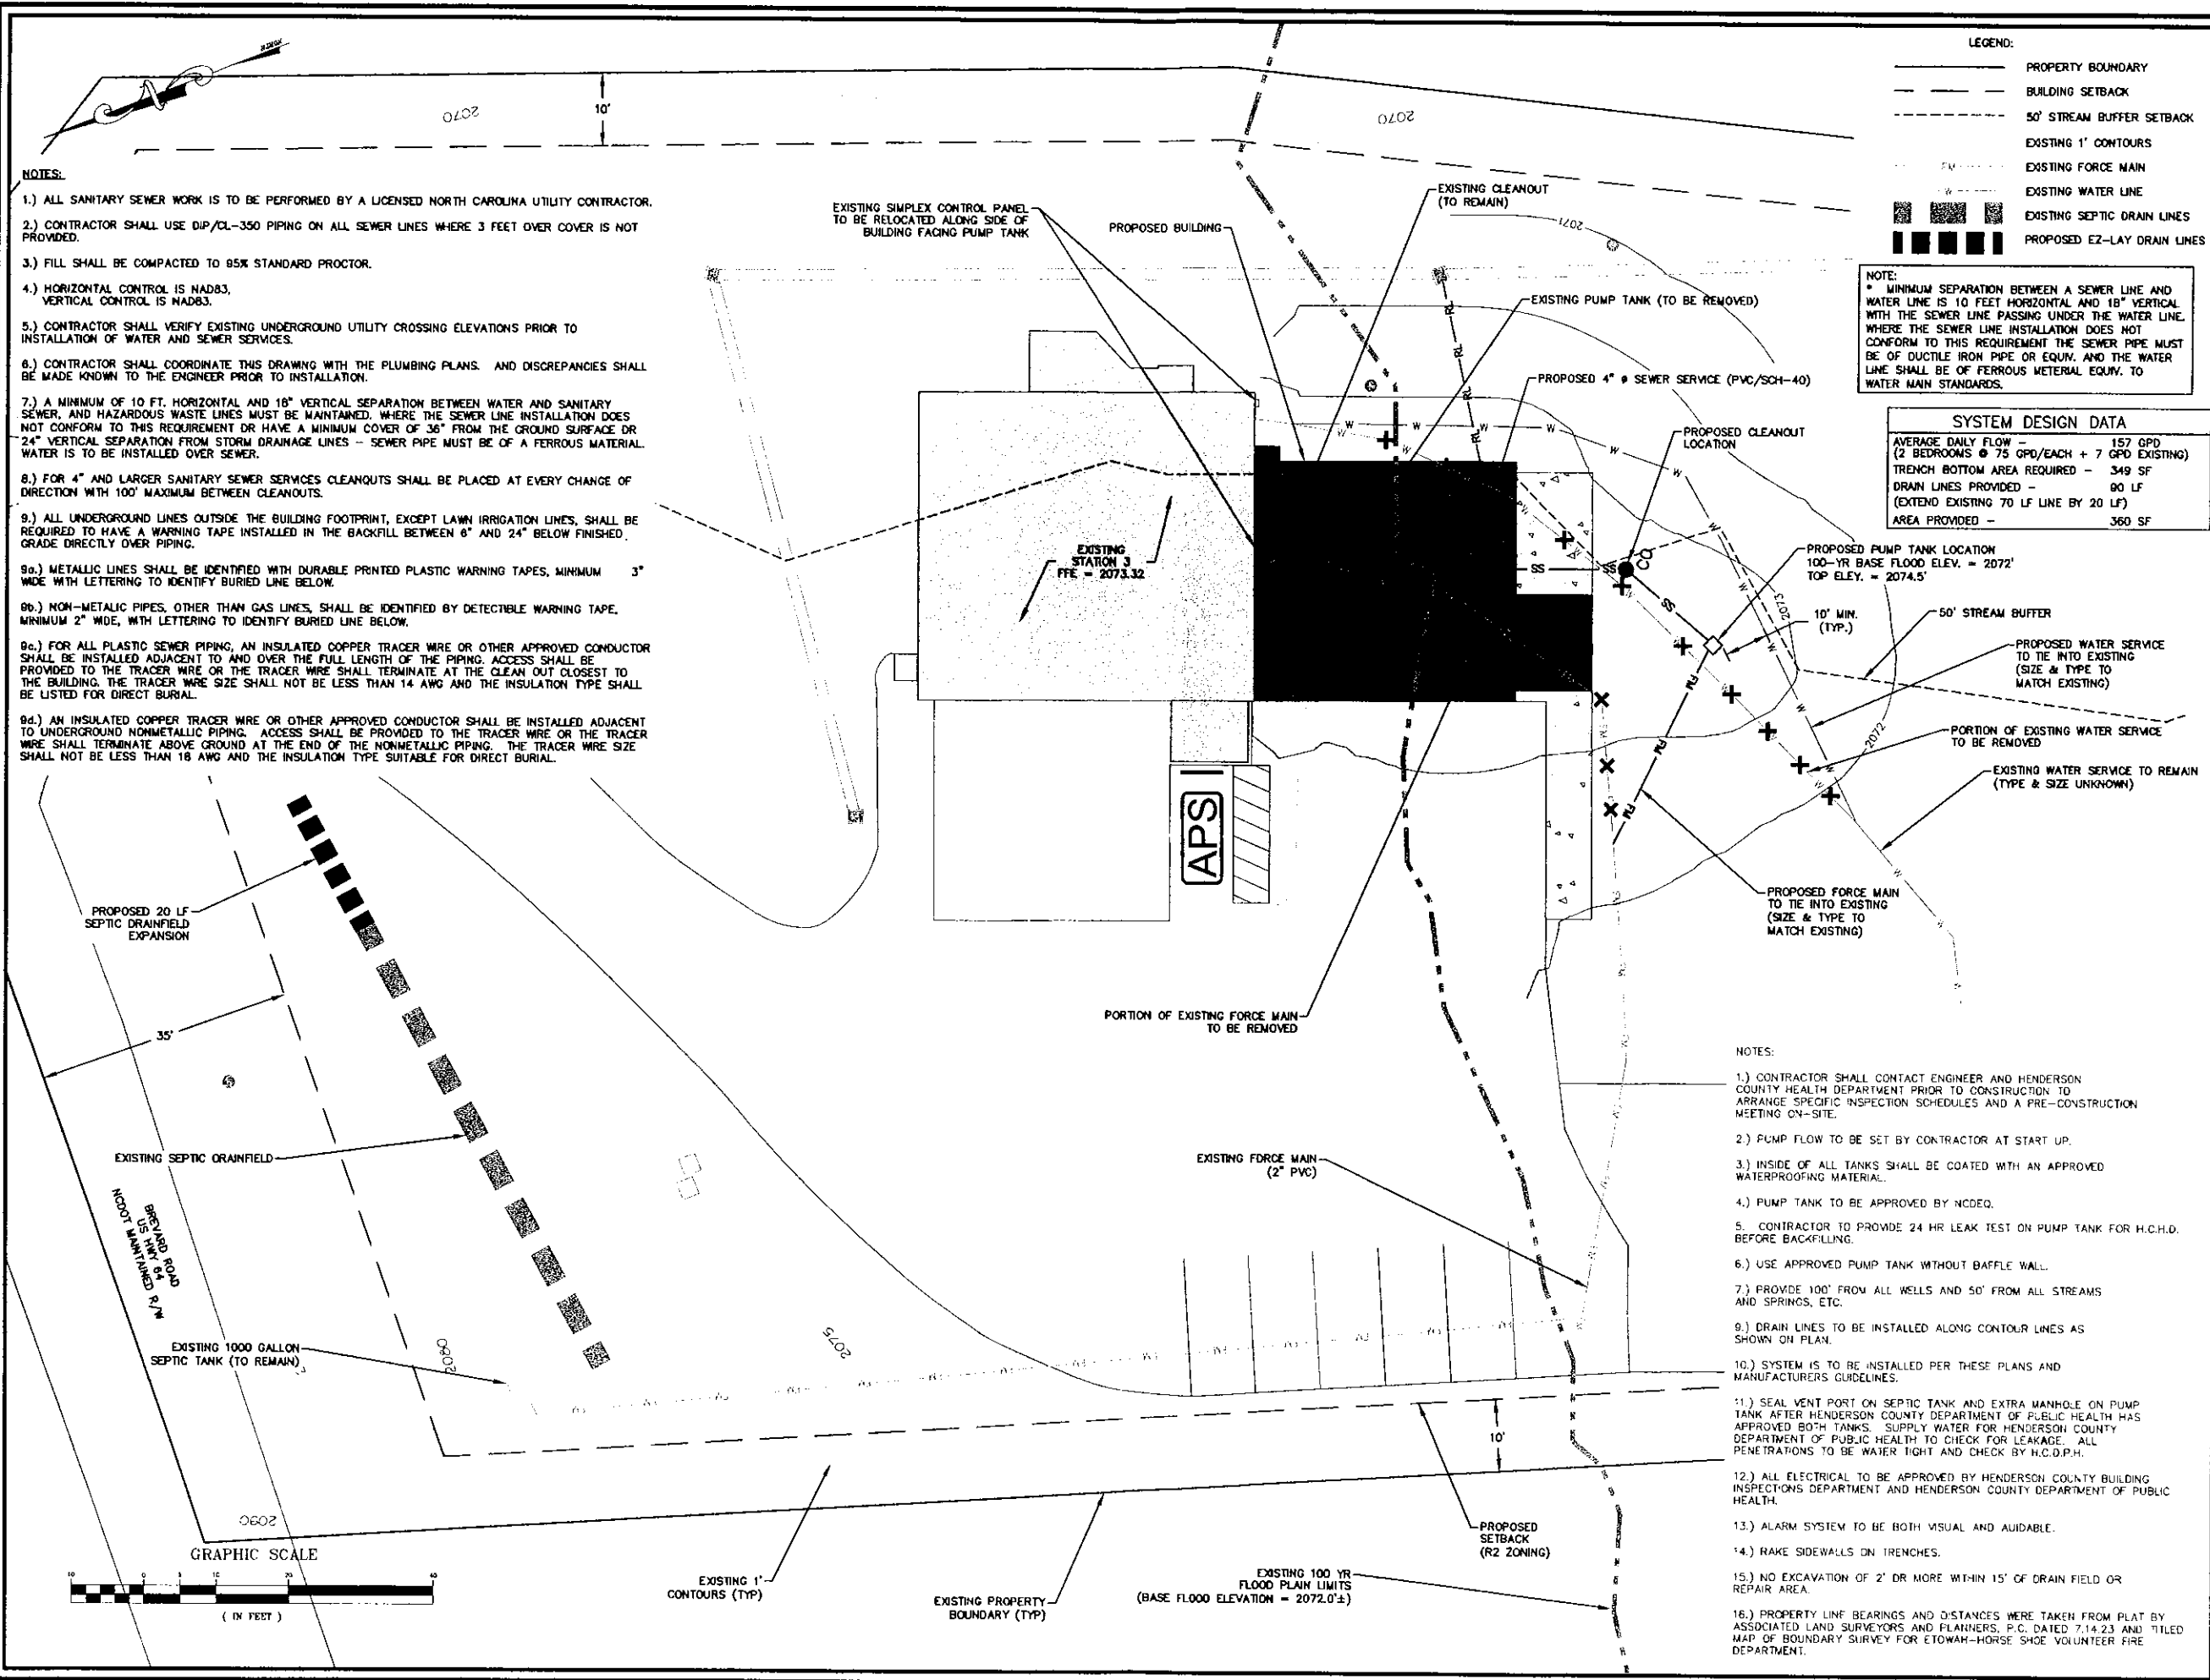 NORTH
10'
2070
2070
NOTES:
1.) ALL SANITARY SEWER WORK IS TO BE PERFORMED BY A LICENSED NORTH CAROLINA UTILITY CONTRACTOR.
2.) CONTRACTOR SHALL USE DIP/CL-350 PIPING ON ALL SEWER LINES WHERE 3 FEET OVER COVER IS NOT
PROVIDED.
3.) FILL SHALL BE COMPACTED TO 95% STANDARD PROCTOR.
4.) HORIZONTAL CONTROL IS NAD83,
VERTICAL CONTROL IS NAD83.
5.) CONTRACTOR SHALL VERIFY EXISTING UNDERGROUND UTILITY CROSSING ELEVATIONS PRIOR TO
INSTALLATION OF WATER AND SEWER SERVICES.
6.) CONTRACTOR SHALL COORDINATE THIS DRAWING WITH THE PLUMBING PLANS. AND DISCREPANCIES SHALL
BE MADE KNOWN TO THE ENGINEER PRIOR TO INSTALLATION.
7.) A MINIMUM OF 10 FT. HORIZONTAL AND 18" VERTICAL SEPARATION BETWEEN WATER AND SANITARY
SEWER, AND HAZARDOUS WASTE LINES MUST BE MAINTAINED. WHERE THE SEWER LINE INSTALLATION DOES
NOT CONFORM TO THIS REQUIREMENT OR HAVE A MINIMUM COVER OF 36" FROM THE GROUND SURFACE OR
24" VERTICAL SEPARATION FROM STORM DRAINAGE LINES - SEWER PIPE MUST BE OF A FERROUS MATERIAL.
WATER IS TO BE INSTALLED OVER SEWER.
8.) FOR 4" AND LARGER SANITARY SEWER SERVICES CLEANOUTS SHALL BE PLACED AT EVERY CHANGE OF
DIRECTION WITH 100' MAXIMUM BETWEEN CLEANOUTS.
9.) ALL UNDERGROUND LINES OUTSIDE THE BUILDING FOOTPRINT, EXCEPT LAWN IRRIGATION LINES, SHALL BE
REQUIRED TO HAVE A WARNING TAPE INSTALLED IN THE BACKFILL BETWEEN 6" AND 24" BELOW FINISHED
GRADE DIRECTLY OVER PIPING.
9a.) METALLIC LINES SHALL BE IDENTIFIED WITH DURABLE PRINTED PLASTIC WARNING TAPES, MINIMUM 3"
WIDE WITH LETTERING TO IDENTIFY BURIED LINE BELOW.
9b.) NON-METALIC PIPES, OTHER THAN GAS LINES, SHALL BE IDENTIFIED BY DETECTIBLE WARNING TAPE,
MINIMUM 2" WIDE, WITH LETTERING TO IDENTIFY BURIED LINE BELOW.
9c.) FOR ALL PLASTIC SEWER PIPING, AN INSULATED COPPER TRACER WIRE OR OTHER APPROVED CONDUCTOR
SHALL BE INSTALLED ADJACENT TO AND OVER THE FULL LENGTH OF THE PIPING. ACCESS SHALL BE
PROVIDED TO THE TRACER WIRE OR THE TRACER WIRE SHALL TERMINATE AT THE CLEAN OUT CLOSEST TO
THE BUILDING. THE TRACER WIRE SIZE SHALL NOT BE LESS THAN 14 AWG AND THE INSULATION TYPE SHALL
BE LISTED FOR DIRECT BURIAL.
9d.) AN INSULATED COPPER TRACER WIRE OR OTHER APPROVED CONDUCTOR SHALL BE INSTALLED ADJACENT
TO UNDERGROUND NONMETALLIC PIPING. ACCESS SHALL BE PROVIDED TO THE TRACER WIRE OR THE TRACER
WIRE SHALL TERMINATE ABOVE GROUND AT THE END OF THE NONMETALLIC PIPING. THE TRACER WIRE SIZE
SHALL NOT BE LESS THAN 18 AWG AND THE INSULATION TYPE SUITABLE FOR DIRECT BURIAL.
LEGEND:
PROPERTY BOUNDARY
BUILDING SETBACK
50' STREAM BUFFER SETBACK
EXISTING 1' CONTOURS
FM
EXISTING FORCE MAIN
W
EXISTING WATER LINE
EXISTING SEPTIC DRAIN LINES
PROPOSED EZ-LAY DRAIN LINES
NOTE:
* MINIMUM SEPARATION BETWEEN A SEWER LINE AND
WATER LINE IS 10 FEET HORIZONTAL AND 18" VERTICAL
WITH THE SEWER LINE PASSING UNDER THE WATER LINE.
WHERE THE SEWER LINE INSTALLATION DOES NOT
CONFORM TO THIS REQUIREMENT THE SEWER PIPE MUST
BE OF DUCTILE IRON PIPE OR EQUIV. AND THE WATER
LINE SHALL BE OF FERROUS METERIAL EQUIV. TO
WATER MAIN STANDARDS.
SYSTEM DESIGN DATA
AVERAGE DAILY FLOW - 157 GPD
(2 BEDROOMS @ 75 GPD/EACH + 7 GPD EXISTING)
TRENCH BOTTOM AREA REQUIRED - 349 SF
DRAIN LINES PROVIDED - 90 LF
(EXTEND EXISTING 70 LF LINE BY 20 LF)
AREA PROVIDED - 360 SF
EXISTING SIMPLEX CONTROL PANEL
TO BE RELOCATED ALONG SIDE OF
BUILDING FACING PUMP TANK
PROPOSED BUILDING
EXISTING CLEANOUT
(TO REMAIN)
2071
EXISTING PUMP TANK (TO BE REMOVED)
PROPOSED 4" ø SEWER SERVICE (PVC/SCH-40)
PROPOSED CLEANOUT
LOCATION
RL RL RL
W W W W W W W
EXISTING
STATION 3
FFE = 2073.32
SS SS CO
SS
FM FM FM
PROPOSED PUMP TANK LOCATION
100-YR BASE FLOOD ELEV. = 2072'
TOP ELEV. = 2074.5'
2073
10' MIN.
(TYP.)
50' STREAM BUFFER
PROPOSED WATER SERVICE
TO TIE INTO EXISTING
(SIZE & TYPE TO
MATCH EXISTING)
2072
PORTION OF EXISTING WATER SERVICE
TO BE REMOVED
EXISTING WATER SERVICE TO REMAIN
(TYPE & SIZE UNKNOWN)
APS
PROPOSED FORCE MAIN
TO TIE INTO EXISTING
(SIZE & TYPE TO
MATCH EXISTING)
PROPOSED 20 LF
SEPTIC DRAINFIELD
EXPANSION
35'
PORTION OF EXISTING FORCE MAIN
TO BE REMOVED
EXISTING SEPTIC DRAINFIELD
EXISTING FORCE MAIN
(2" PVC)
BREVARD ROAD
US HWY 64
NCDOT MAINTAINED R/W
EXISTING 1000 GALLON
SEPTIC TANK (TO REMAIN)
2080
2075
10'
2090
PROPOSED
SETBACK
(R2 ZONING)
EXISTING 1'
CONTOURS (TYP)
EXISTING PROPERTY
BOUNDARY (TYP)
EXISTING 100 YR
FLOOD PLAIN LIMITS
(BASE FLOOD ELEVATION = 2072.0'±)
GRAPHIC SCALE
10 0 5 10 20 40
( IN FEET )
NOTES:
1.) CONTRACTOR SHALL CONTACT ENGINEER AND HENDERSON
COUNTY HEALTH DEPARTMENT PRIOR TO CONSTRUCTION TO
ARRANGE SPECIFIC INSPECTION SCHEDULES AND A PRE-CONSTRUCTION
MEETING ON-SITE.
2.) PUMP FLOW TO BE SET BY CONTRACTOR AT START UP.
3.) INSIDE OF ALL TANKS SHALL BE COATED WITH AN APPROVED
WATERPROOFING MATERIAL.
4.) PUMP TANK TO BE APPROVED BY NCDEQ.
5. CONTRACTOR TO PROVIDE 24 HR LEAK TEST ON PUMP TANK FOR H.C.H.D.
BEFORE BACKFILLING.
6.) USE APPROVED PUMP TANK WITHOUT BAFFLE WALL.
7.) PROVIDE 100' FROM ALL WELLS AND 50' FROM ALL STREAMS
AND SPRINGS, ETC.
9.) DRAIN LINES TO BE INSTALLED ALONG CONTOUR LINES AS
SHOWN ON PLAN.
10.) SYSTEM IS TO BE INSTALLED PER THESE PLANS AND
MANUFACTURERS GUIDELINES.
11.) SEAL VENT PORT ON SEPTIC TANK AND EXTRA MANHOLE ON PUMP
TANK AFTER HENDERSON COUNTY DEPARTMENT OF PUBLIC HEALTH HAS
APPROVED BOTH TANKS. SUPPLY WATER FOR HENDERSON COUNTY
DEPARTMENT OF PUBLIC HEALTH TO CHECK FOR LEAKAGE. ALL
PENETRATIONS TO BE WATER TIGHT AND CHECK BY H.C.D.P.H.
12.) ALL ELECTRICAL TO BE APPROVED BY HENDERSON COUNTY BUILDING
INSPECTIONS DEPARTMENT AND HENDERSON COUNTY DEPARTMENT OF PUBLIC
HEALTH.
13.) ALARM SYSTEM TO BE BOTH VISUAL AND AUIDABLE.
14.) RAKE SIDEWALLS ON TRENCHES.
15.) NO EXCAVATION OF 2' OR MORE WITHIN 15' OF DRAIN FIELD OR
REPAIR AREA.
16.) PROPERTY LINE BEARINGS AND DISTANCES WERE TAKEN FROM PLAT BY
ASSOCIATED LAND SURVEYORS AND PLANNERS, P.C. DATED 7.14.23 AND TITLED
MAP OF BOUNDARY SURVEY FOR ETOWAH-HORSE SHOE VOLUNTEER FIRE
DEPARTMENT.